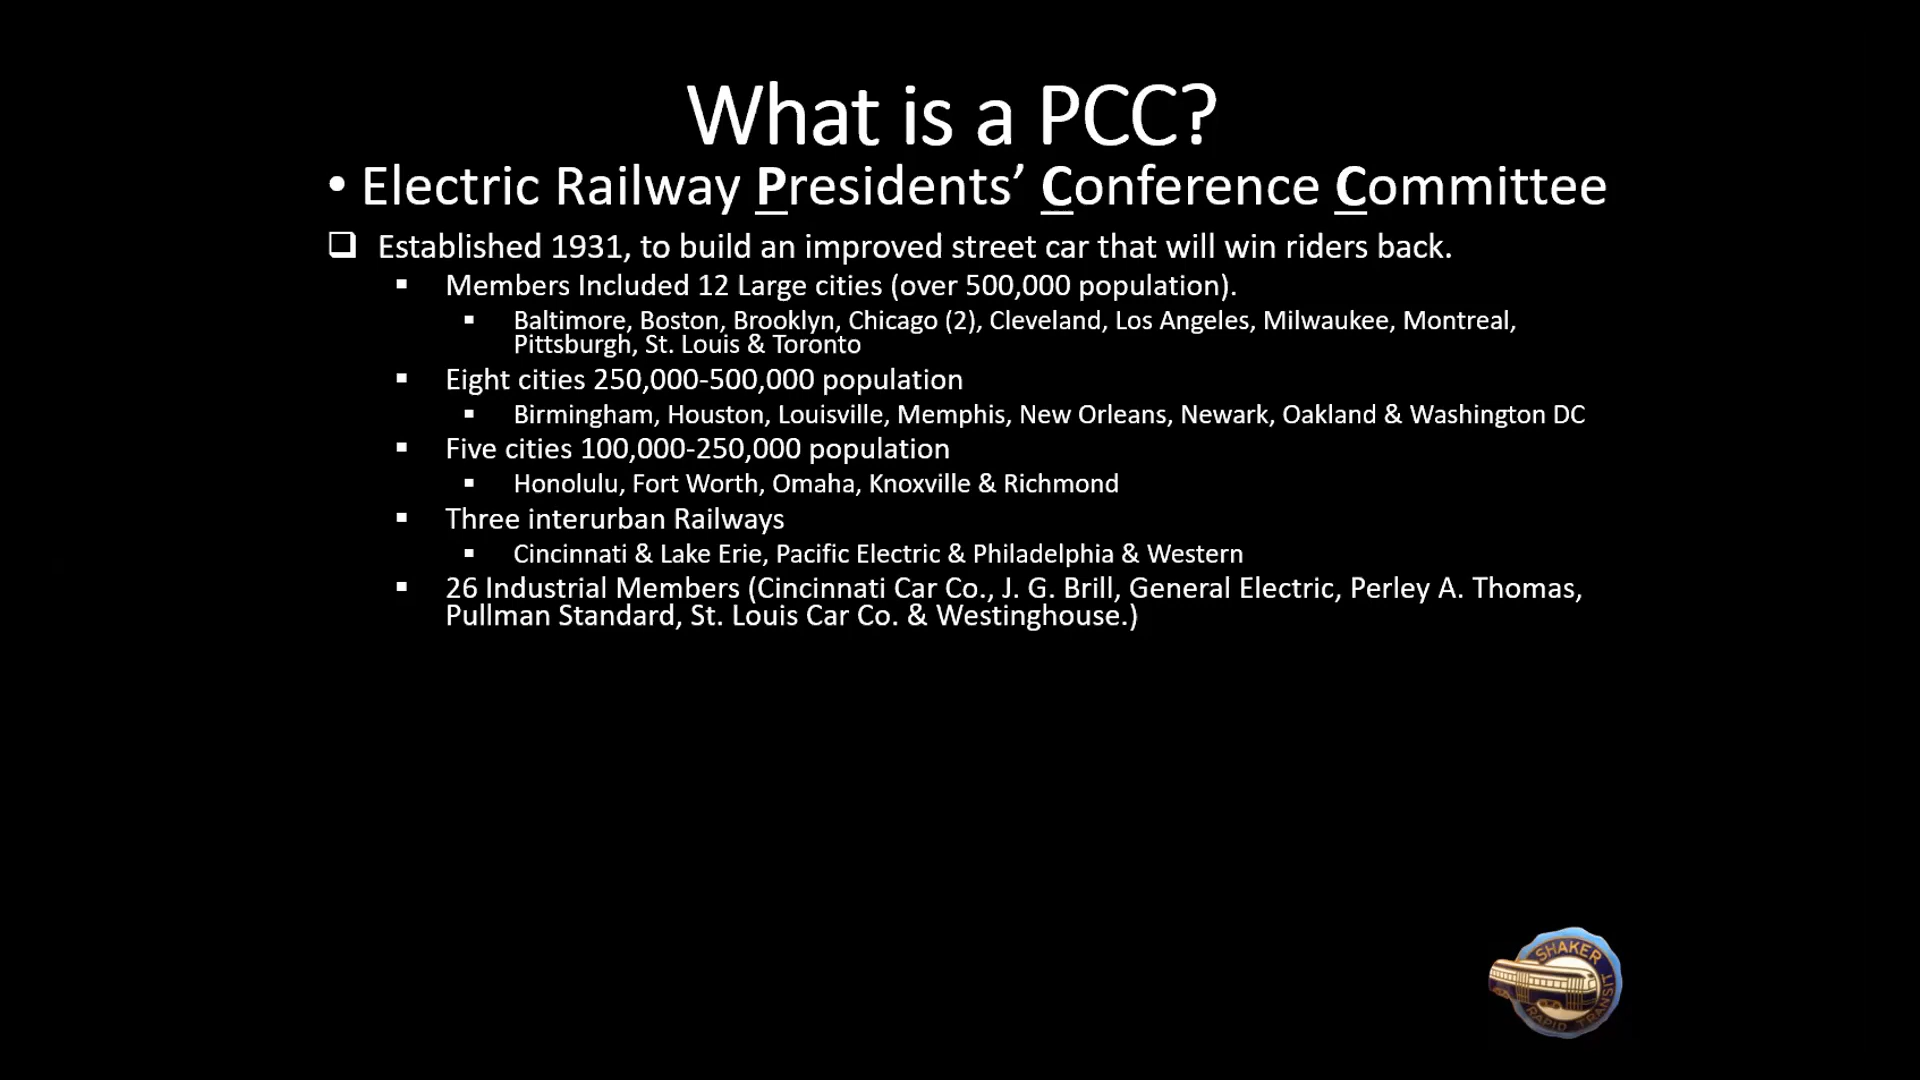 What is a PCC?
• Electric Railway Presidents’ Conference Committee
❑ Established 1931, to build an improved street car that will win riders back.
▪ Members Included 12 Large cities (over 500,000 population).
▪ Baltimore, Boston, Brooklyn, Chicago (2), Cleveland, Los Angeles, Milwaukee, Montreal,
Pittsburgh, St. Louis & Toronto
▪ Eight cities 250,000-500,000 population
▪ Birmingham, Houston, Louisville, Memphis, New Orleans, Newark, Oakland & Washington DC
▪ Five cities 100,000-250,000 population
▪ Honolulu, Fort Worth, Omaha, Knoxville & Richmond
▪ Three interurban Railways
▪ Cincinnati & Lake Erie, Pacific Electric & Philadelphia & Western
▪ 26 Industrial Members (Cincinnati Car Co., J. G. Brill, General Electric, Perley A. Thomas,
Pullman Standard, St. Louis Car Co. & Westinghouse.)
SHAKER
RAPID TRANSIT